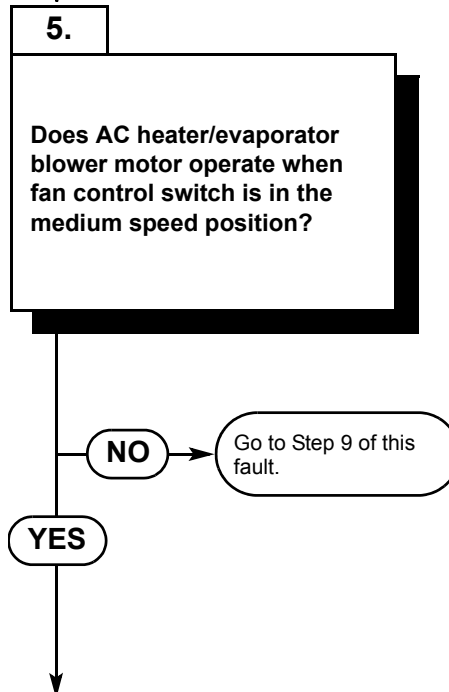 5.
Does AC heater/evaporator
blower motor operate when
fan control switch is in the
medium speed position?
NO
Go to Step 9 of this
fault.
YES